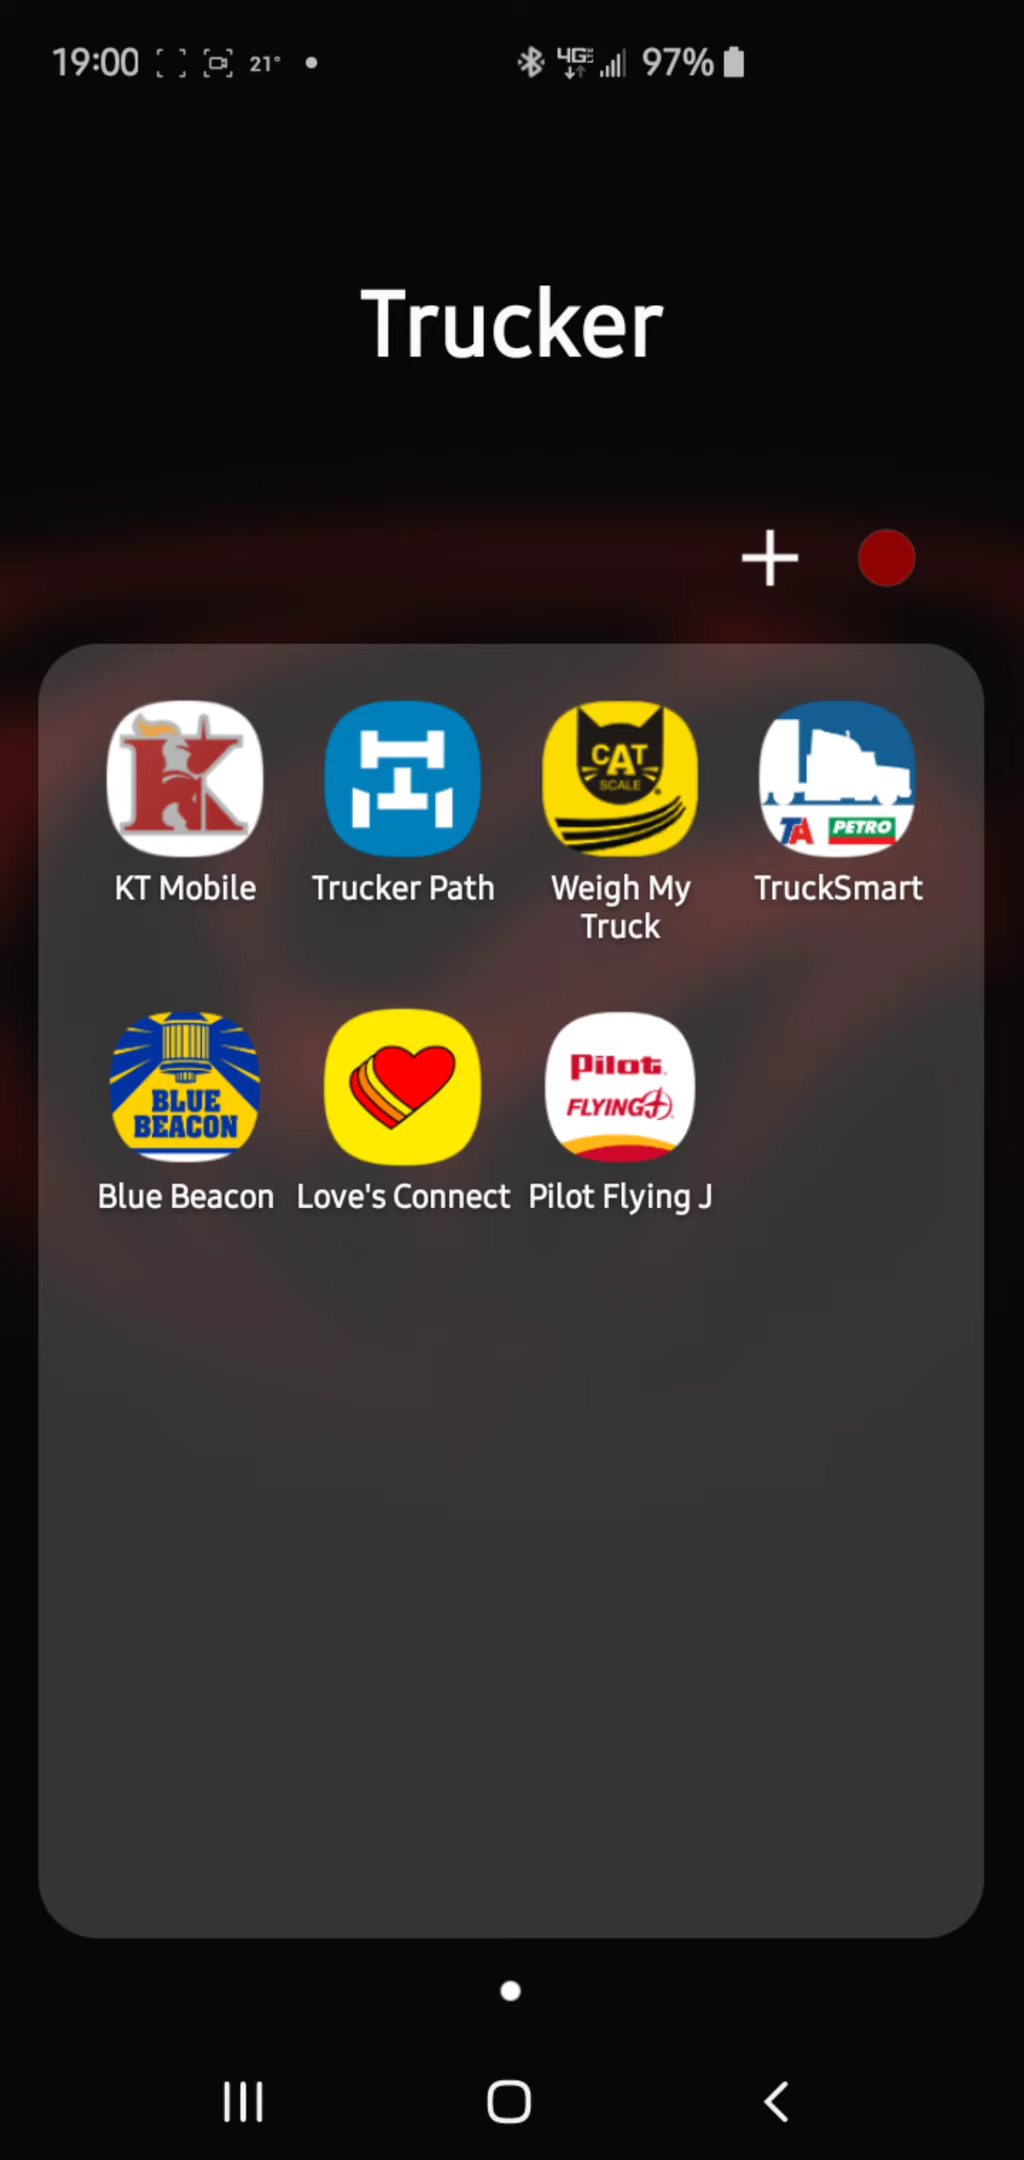 19:00 21° 4G 97%
Trucker
CAT
SCALE
TA PETRO
KT Mobile Trucker Path Weigh My TruckSmart
Truck
BLUE
BEACON
Pilot
FLYING J
Blue Beacon Love's Connect Pilot Flying J